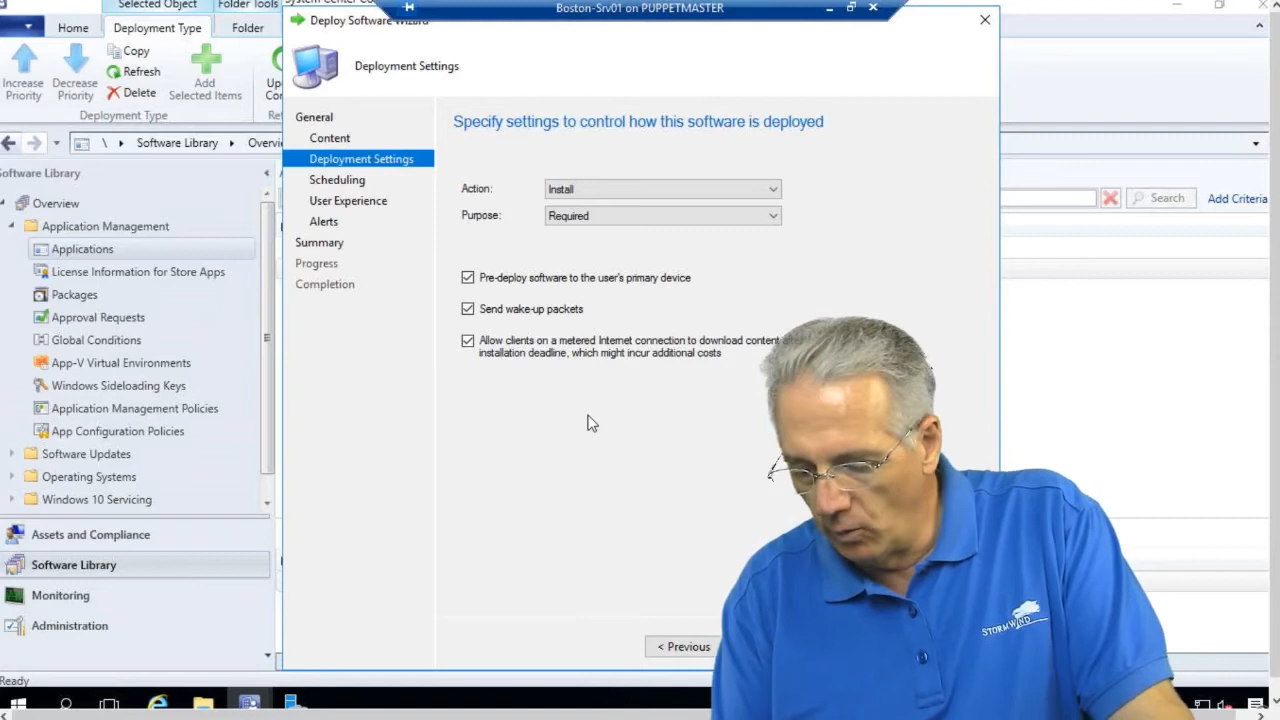 Selected Object
Folder Tools
Boston-Srv01 on PUPPETMASTER
Home
Deployment Type
Folder
Increase
Priority
Decrease
Priority
Copy
Refresh
Delete
Add
Selected Items
Deployment Type
\
Software Library
Software Library
Overview
Application Management
Applications
License Information for Store Apps
Packages
Approval Requests
Global Conditions
App-V Virtual Environments
Windows Sideloading Keys
Application Management Policies
App Configuration Policies
Software Updates
Operating Systems
Windows 10 Servicing
Assets and Compliance
Software Library
Monitoring
Administration
Ready
Deploy Software Wizard
Deployment Settings
General
Content
Deployment Settings
Scheduling
User Experience
Alerts
Summary
Progress
Completion
Specify settings to control how this software is deployed
Action:
Install
Purpose:
Required
Pre-deploy software to the user's primary device
Send wake-up packets
Allow clients on a metered Internet connection to download content
installation deadline, which might incur additional costs
< Previous
Search
Add Criteria
STORMWIND